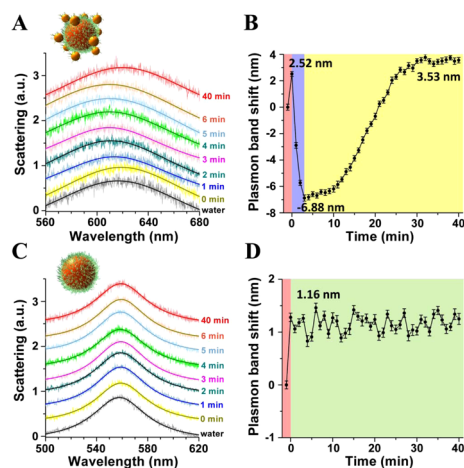 A
Scattering (a.u.)
3
2
1
0
40 min
6 min
5 min
4 min
3 min
2 min
1 min
0 min
water
560 600 640 680
Wavelength (nm)
B
Plasmon band shift (nm)
4
2
0
-2
-4
-6
-8
2.52 nm
3.53 nm
-6.88 nm
0 10 20 30 40
Time (min)
C
Scattering (a.u.)
3
2
1
0
40 min
6 min
5 min
4 min
3 min
2 min
1 min
0 min
water
500 540 580 620
Wavelength (nm)
D
Plasmon band shift (nm)
2
1
0
-1
1.16 nm
0 10 20 30 40
Time (min)